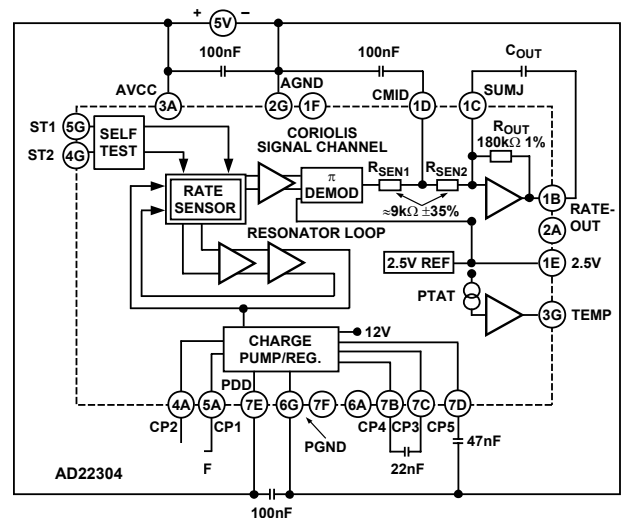 + 5V −
100nF
100nF
COUT
AVCC
AGND
CMID
SUMJ
3A
2G
1F
1D
1C
ST1 5G
ST2 4G
SELF TEST
CORIOLIS
SIGNAL CHANNEL
ROUT
180kΩ 1%
RATE SENSOR
π
DEMOD
RSEN1
RSEN2
≈9kΩ ±35%
1B
RATE-OUT
2A
RESONATOR LOOP
2.5V REF
1E 2.5V
PTAT
3G TEMP
12V
CHARGE
PUMP/REG.
PDD
4A
5A
7E
6G
7F
6A
7B
7C
7D
CP2
CP1
PGND
CP4
CP3
CP5
47nF
F
22nF
AD22304
100nF